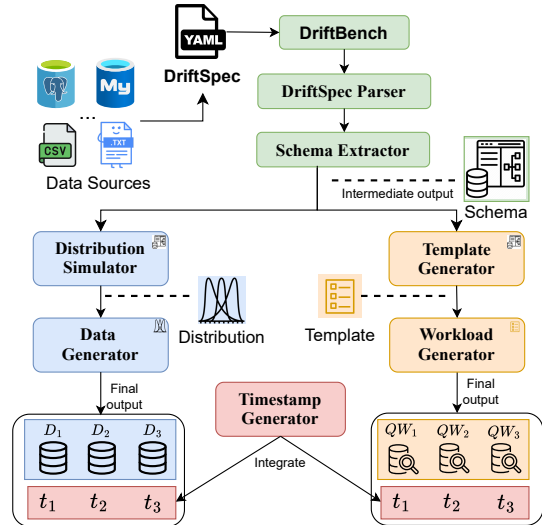 YAML
DriftSpec
DriftBench
DriftSpec Parser
Schema Extractor
My
...
CSV
.TXT
Data Sources
Intermediate output
Schema
Distribution
Simulator
Template
Generator
Distribution
Template
Data
Generator
Workload
Generator
Final
output
Timestamp
Generator
Final
output
D1 D2 D3
QW1 QW2 QW3
Integrate
t1 t2 t3
t1 t2 t3